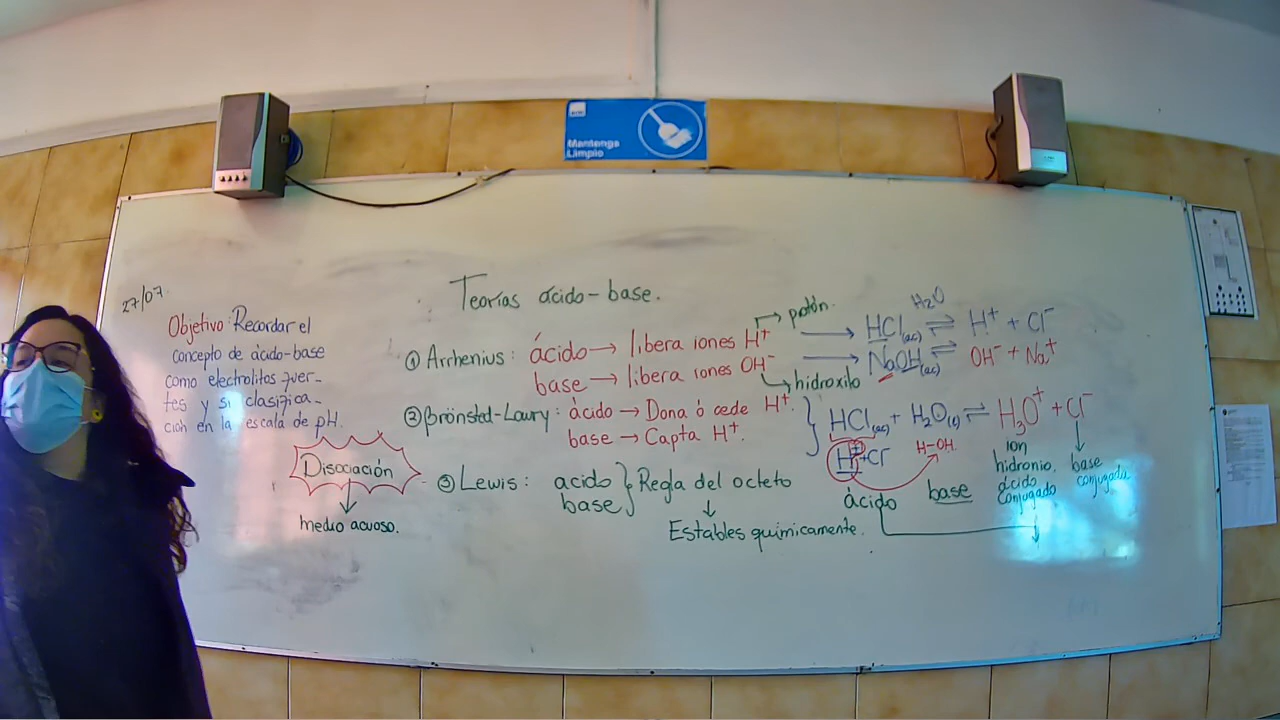 Mantenga
Limpio
27/07
Teorías ácido-base.
Objetivo: Recordar el
concepto de ácido-base
como electrolitos fuer-
tes y su clasifica-
ción en la escala de pH.
Disociación
medio acuoso.
① Arrhenius: ácido → libera iones H⁺
protón.
base → libera iones OH⁻
hidroxilo
H₂O
→ HCl(ac) ⇌ H⁺ + Cl⁻
→ NaOH(ac) ⇌ OH⁻ + Na⁺
② Brönsted-Lowry: ácido → Dona ó cede H⁺.
base → Capta H⁺.
HCl(ac) + H₂O(l) ⇌ H₃O⁺ + Cl⁻
H⁺ + Cl⁻
H-OH.
ácido
base
ion
hidronio.
ácido
conjugado
base
conjugada.
③ Lewis: acido
base
Regla del octeto
↓
Estables químicamente.